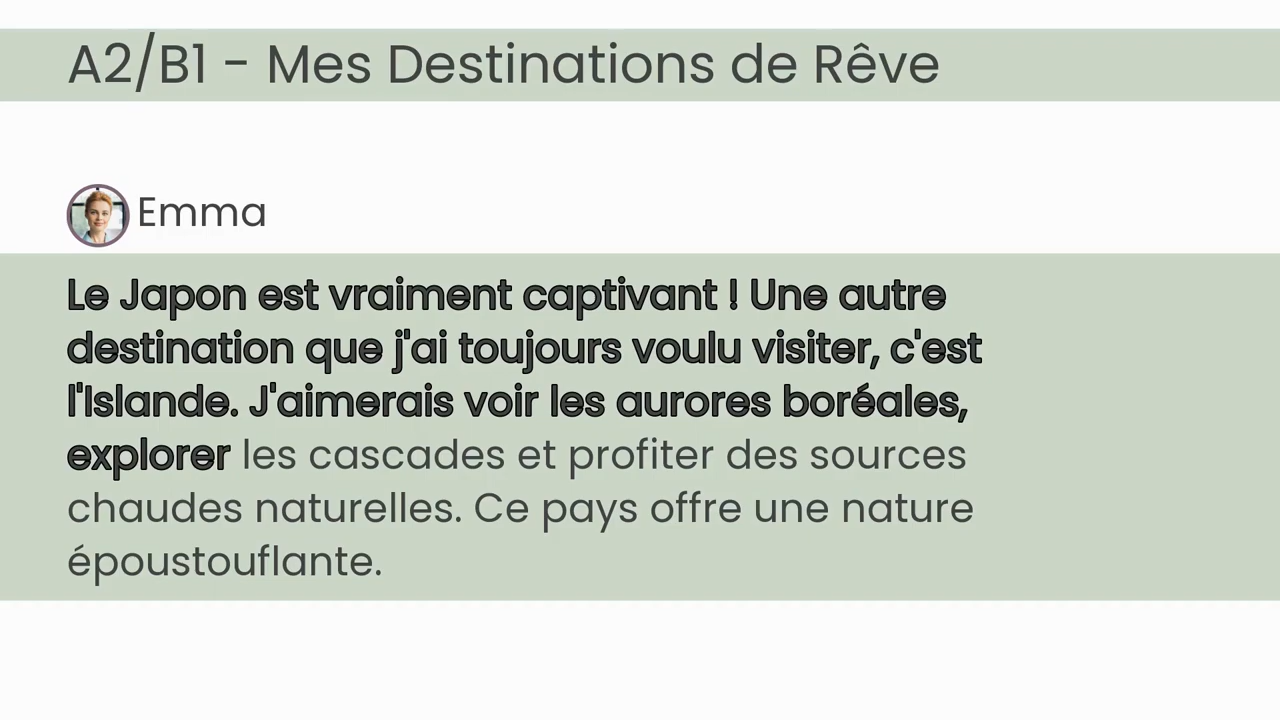 A2/B1 - Mes Destinations de Rêve
Emma
Le Japon est vraiment captivant ! Une autre
destination que j'ai toujours voulu visiter, c'est
l'Islande. J'aimerais voir les aurores boréales,
explorer les cascades et profiter des sources
chaudes naturelles. Ce pays offre une nature
époustouflante.